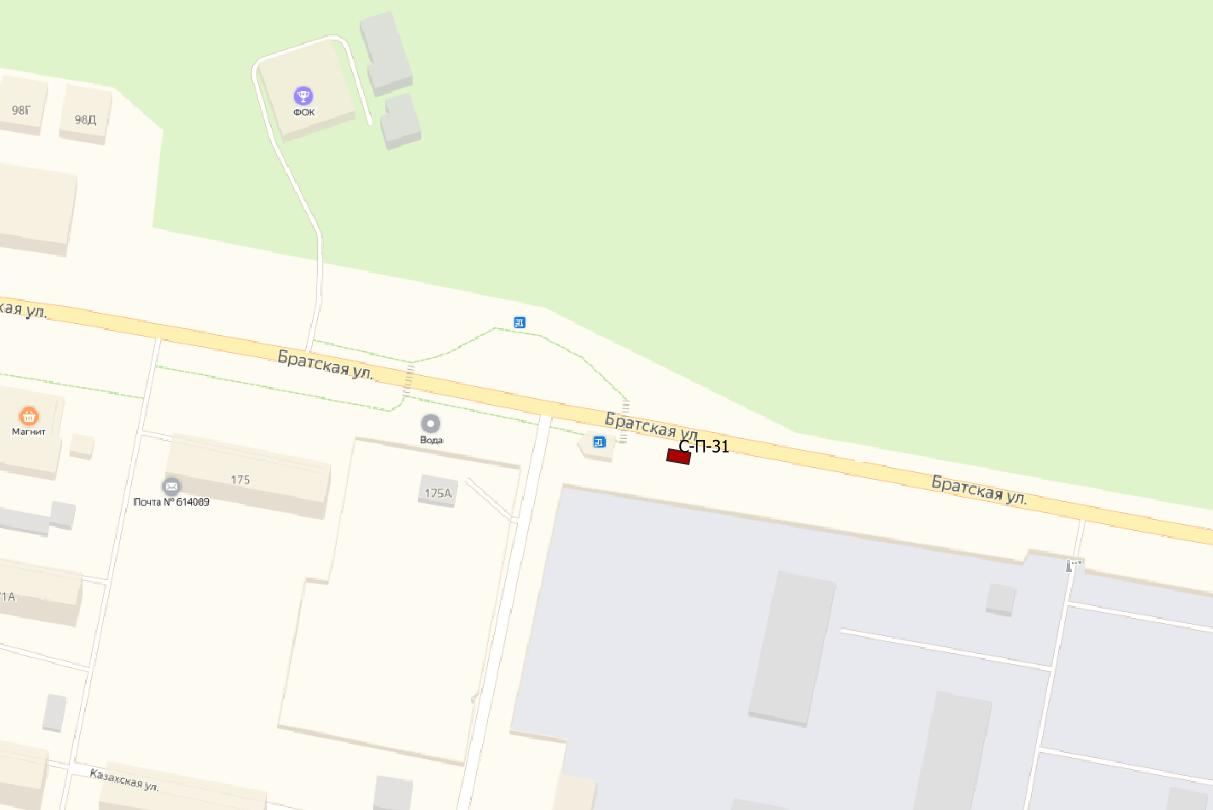 ФОК
98Г
98Д
кая ул.
Братская ул.
Братская ул.
С-П-31
Магнит
Вода
175
175А
Почта № 614089
Братская ул.
1А
Казахская ул.